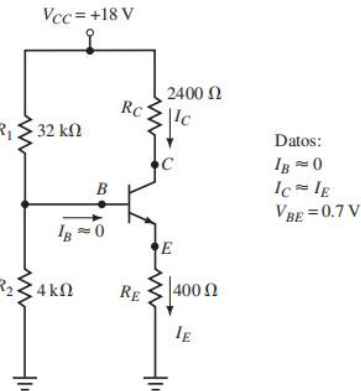 V_CC = +18 V
2400 Ω
R_C
I_C
R_1
32 kΩ
C
B
I_B ≈ 0
E
R_2
4 kΩ
R_E
400 Ω
I_E
Datos:
I_B ≈ 0
I_C ≈ I_E
V_BE = 0.7 V